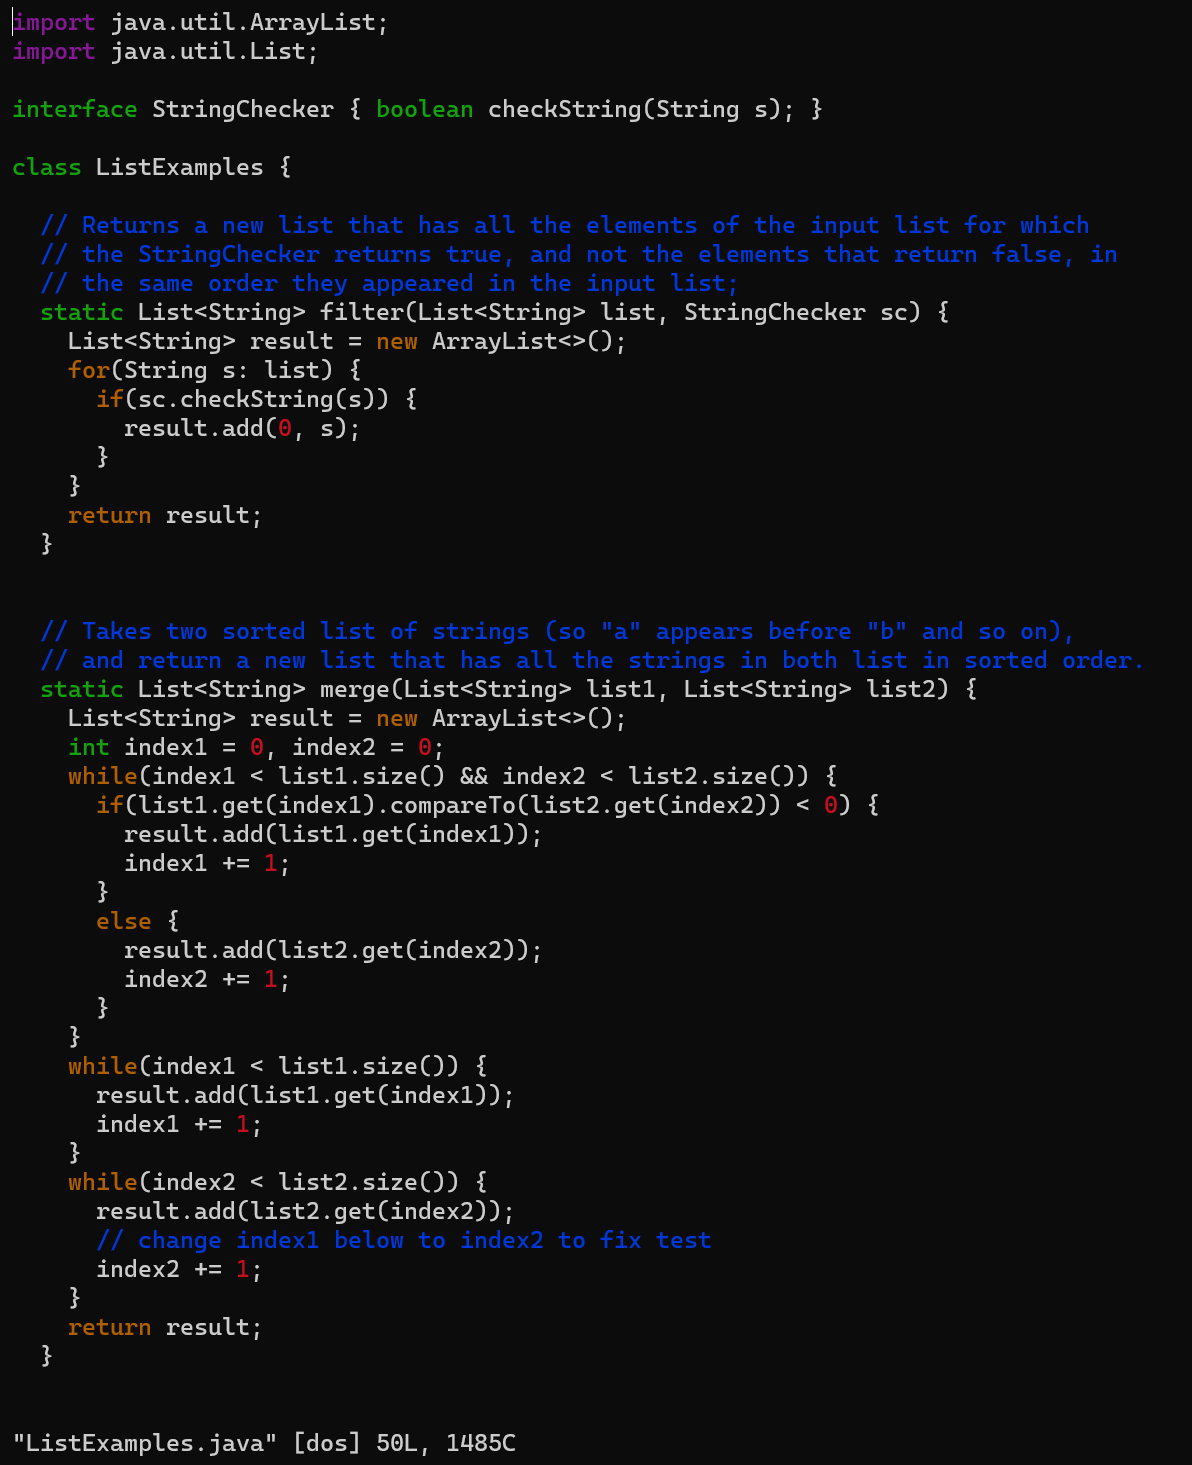 import java.util.ArrayList;
import java.util.List;

interface StringChecker { boolean checkString(String s); }

class ListExamples {

  // Returns a new list that has all the elements of the input list for which
  // the StringChecker returns true, and not the elements that return false, in
  // the same order they appeared in the input list;
  static List<String> filter(List<String> list, StringChecker sc) {
    List<String> result = new ArrayList<>();
    for(String s: list) {
      if(sc.checkString(s)) {
        result.add(0, s);
      }
    }
    return result;
  }


  // Takes two sorted list of strings (so "a" appears before "b" and so on),
  // and return a new list that has all the strings in both list in sorted order.
  static List<String> merge(List<String> list1, List<String> list2) {
    List<String> result = new ArrayList<>();
    int index1 = 0, index2 = 0;
    while(index1 < list1.size() && index2 < list2.size()) {
      if(list1.get(index1).compareTo(list2.get(index2)) < 0) {
        result.add(list1.get(index1));
        index1 += 1;
      }
      else {
        result.add(list2.get(index2));
        index2 += 1;
      }
    }
    while(index1 < list1.size()) {
      result.add(list1.get(index1));
      index1 += 1;
    }
    while(index2 < list2.size()) {
      result.add(list2.get(index2));
      // change index1 below to index2 to fix test
      index2 += 1;
    }
    return result;
  }


"ListExamples.java" [dos] 50L, 1485C